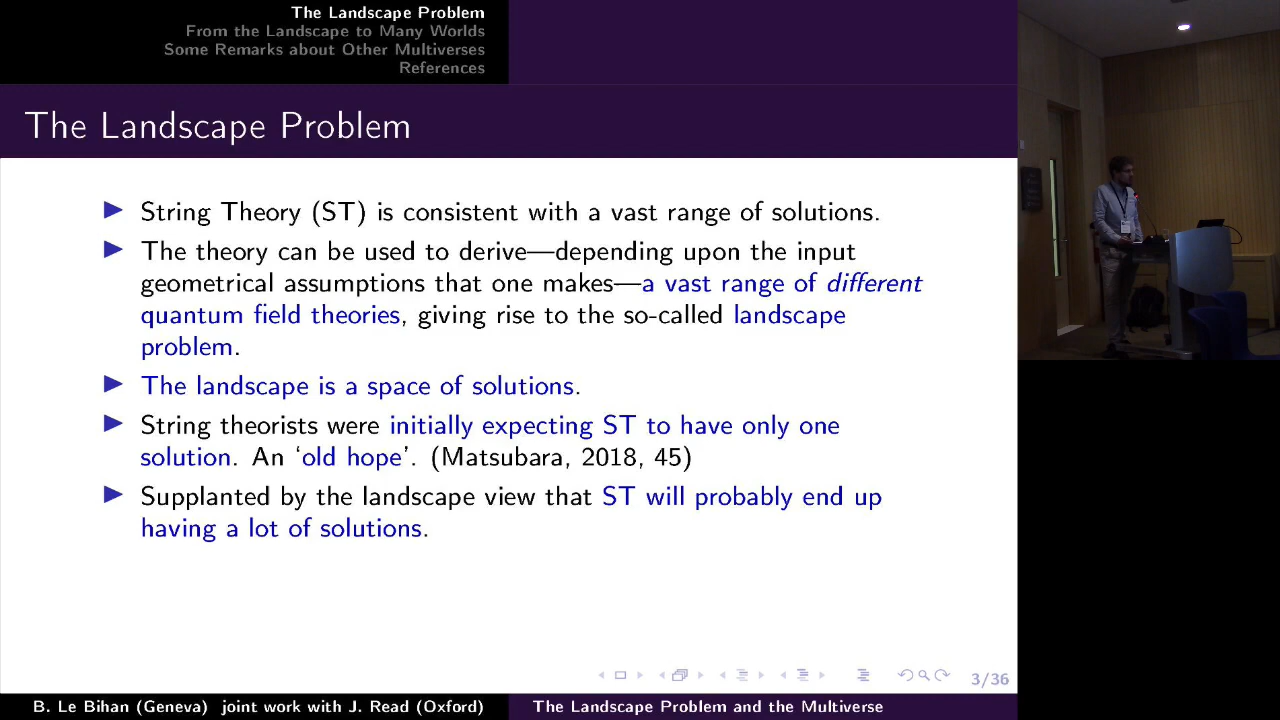 The Landscape Problem
From the Landscape to Many Worlds
Some Remarks about Other Multiverses
References
The Landscape Problem
String Theory (ST) is consistent with a vast range of solutions.
The theory can be used to derive—depending upon the input
geometrical assumptions that one makes—a vast range of different
quantum field theories, giving rise to the so-called landscape
problem.
The landscape is a space of solutions.
String theorists were initially expecting ST to have only one
solution. An ‘old hope’. (Matsubara, 2018, 45)
Supplanted by the landscape view that ST will probably end up
having a lot of solutions.
3/36
B. Le Bihan (Geneva) joint work with J. Read (Oxford)
The Landscape Problem and the Multiverse